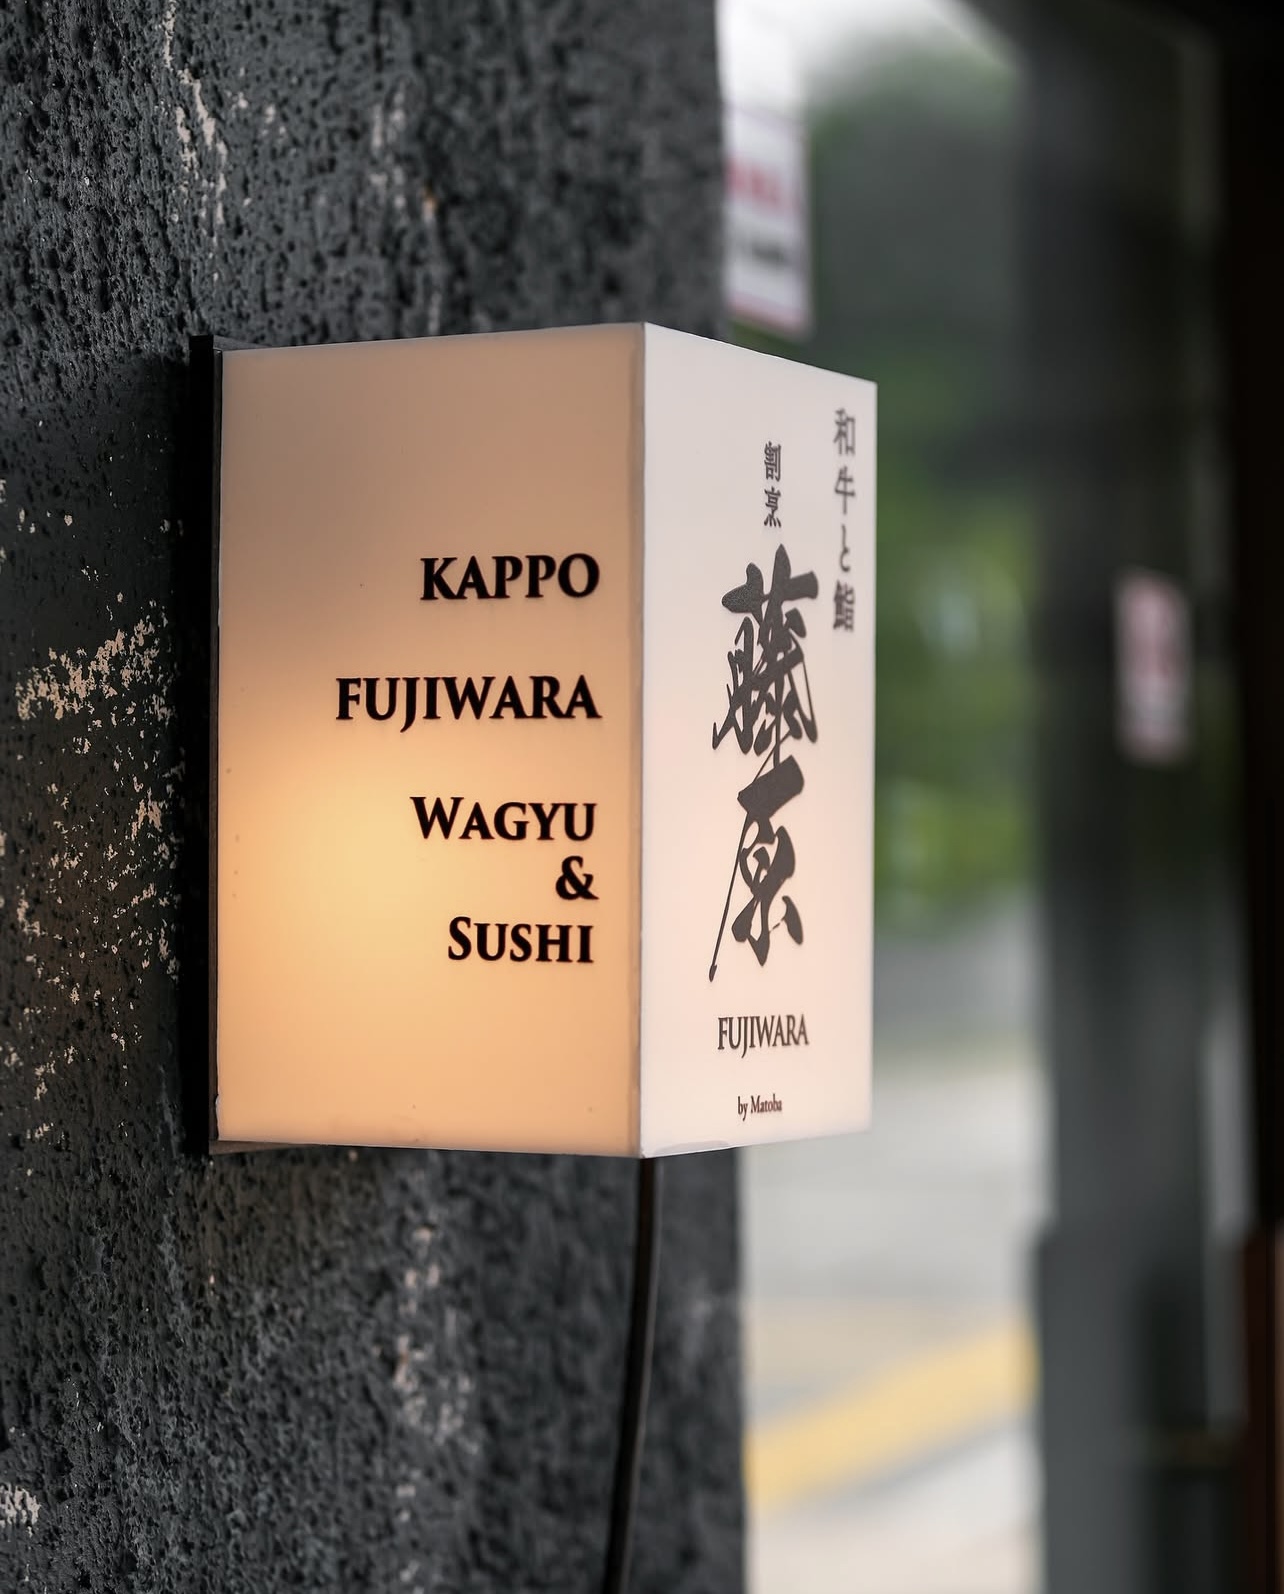 KAPPO
FUJIWARA
WAGYU
&
SUSHI
和牛と鮨
割烹
藤原
FUJIWARA
by Matoba